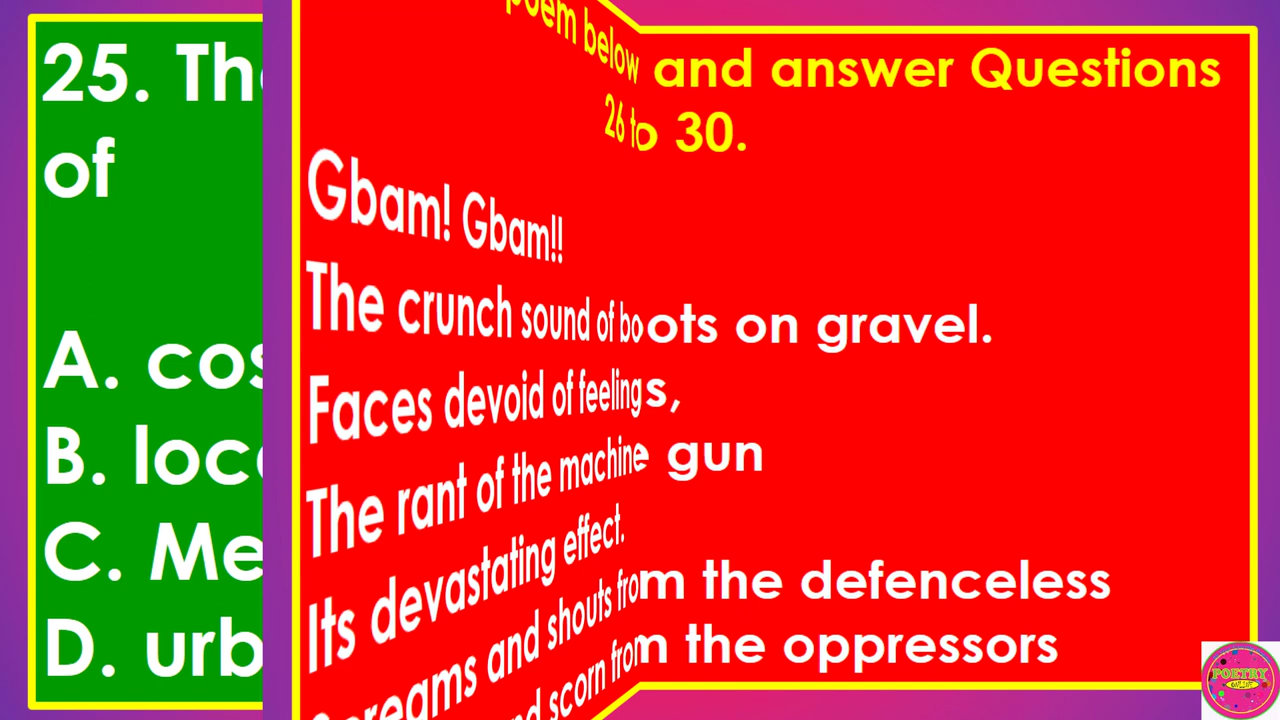 25. Th
of
A. cos
B. loc
C. Me
D. urb
poem below and answer Questions
26 to 30.
Gbam! Gbam!!
The crunch sound of boots on gravel.
Faces devoid of feelings,
The rant of the machine gun
Its devastating effect.
Screams and shouts from the defenceless
and scorn from the oppressors
POETRY